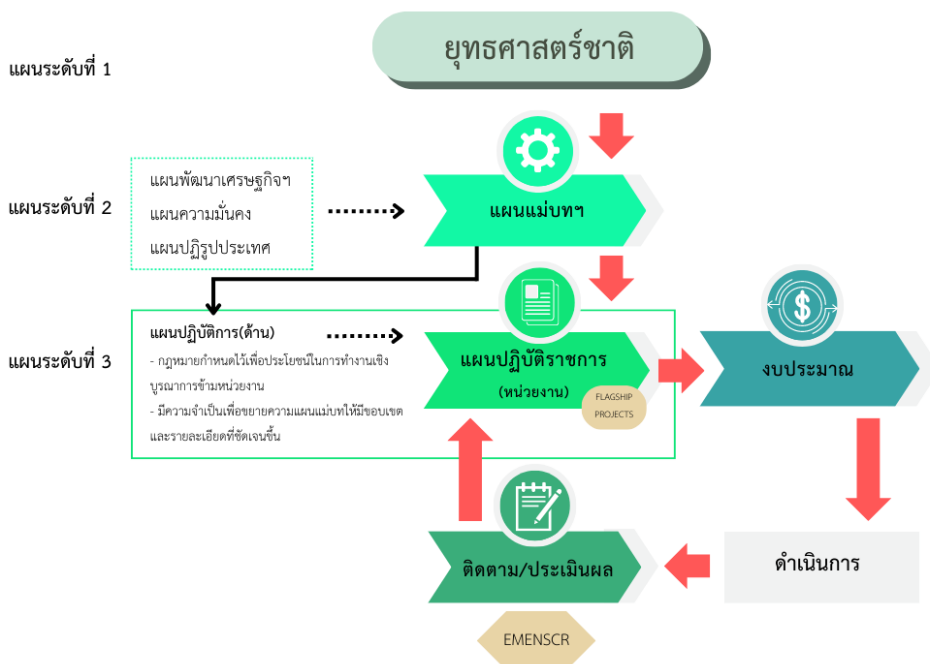 ยุทธศาสตร์ชาติ
แผนระดับที่ 1
แผนพัฒนาเศรษฐกิจฯ
แผนความมั่นคง
แผนปฏิรูปประเทศ
แผนระดับที่ 2
แผนแม่บทฯ
แผนระดับที่ 3
แผนปฏิบัติการ(ด้าน)
- กฎหมายกำหนดไว้เพื่อประโยชน์ในการทำงานเชิง
บูรณาการข้ามหน่วยงาน
- มีความจำเป็นเพื่อขยายความแผนแม่บทให้มีขอบเขต
และรายละเอียดที่ชัดเจนขึ้น
แผนปฏิบัติราชการ
(หน่วยงาน)
FLAGSHIP
PROJECTS
$
งบประมาณ
ดำเนินการ
ติดตาม/ประเมินผล
EMENSCR